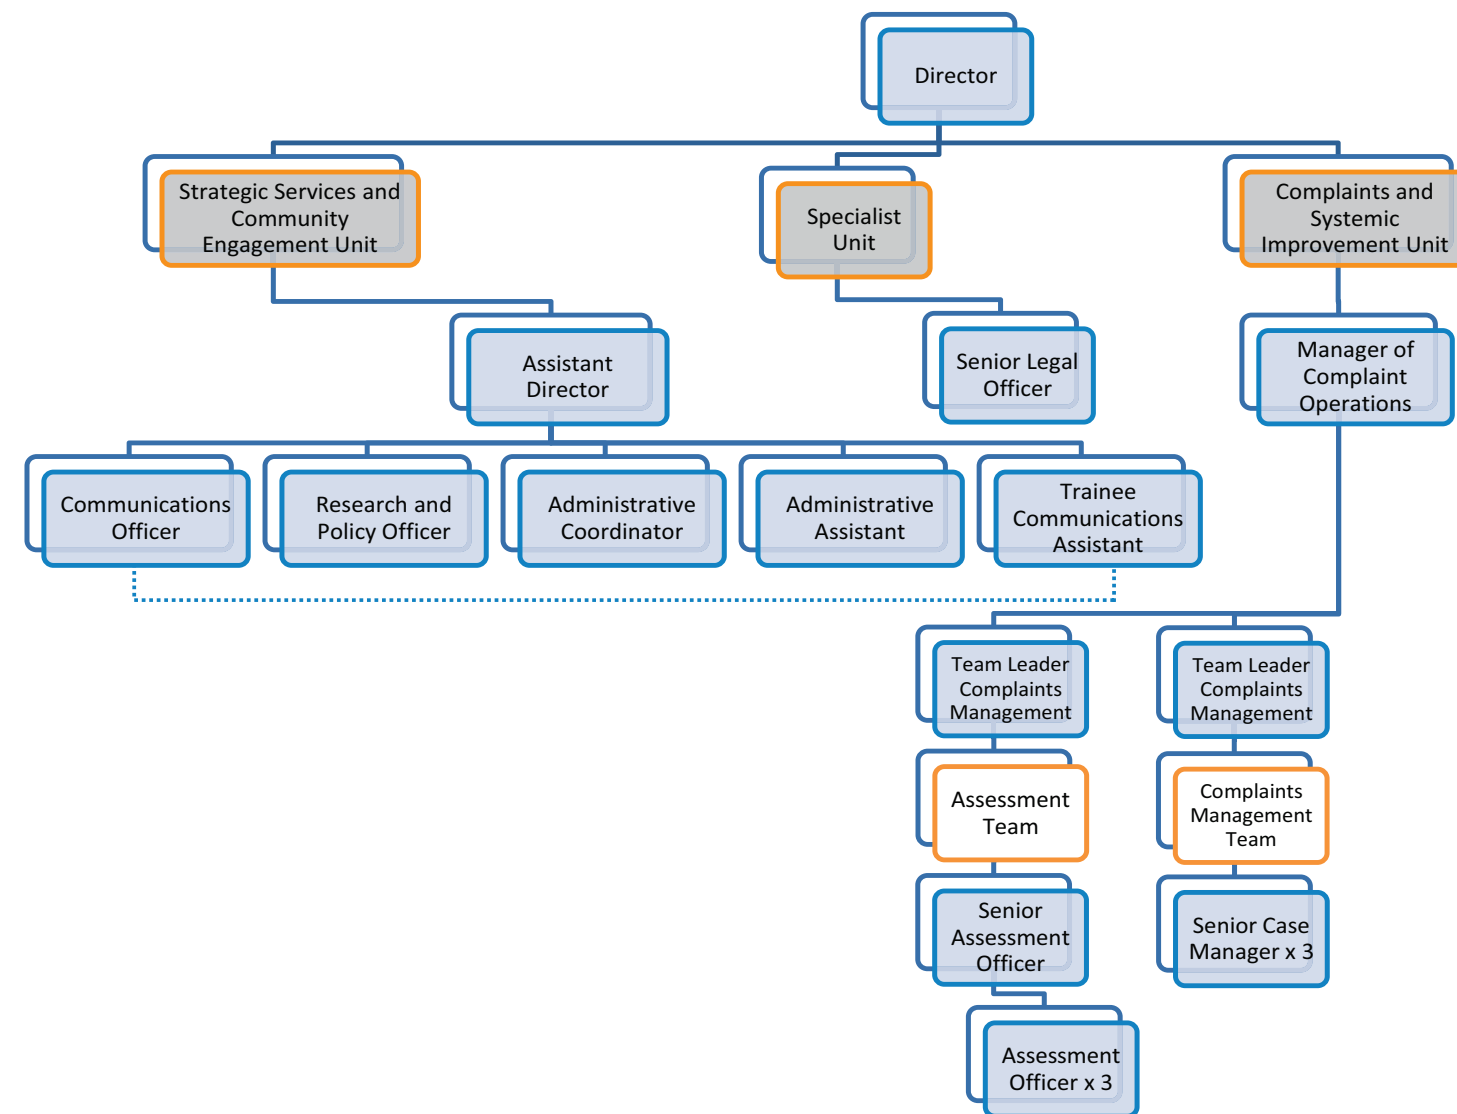 Director
Strategic Services and
Community
Engagement Unit
Specialist
Unit
Complaints and
Systemic
Improvement Unit
Assistant
Director
Senior Legal
Officer
Manager of
Complaint
Operations
Communications
Officer
Research and
Policy Officer
Administrative
Coordinator
Administrative
Assistant
Trainee
Communications
Assistant
Team Leader
Complaints
Management
Team Leader
Complaints
Management
Assessment
Team
Complaints
Management
Team
Senior
Assessment
Officer
Senior Case
Manager x 3
Assessment
Officer x 3